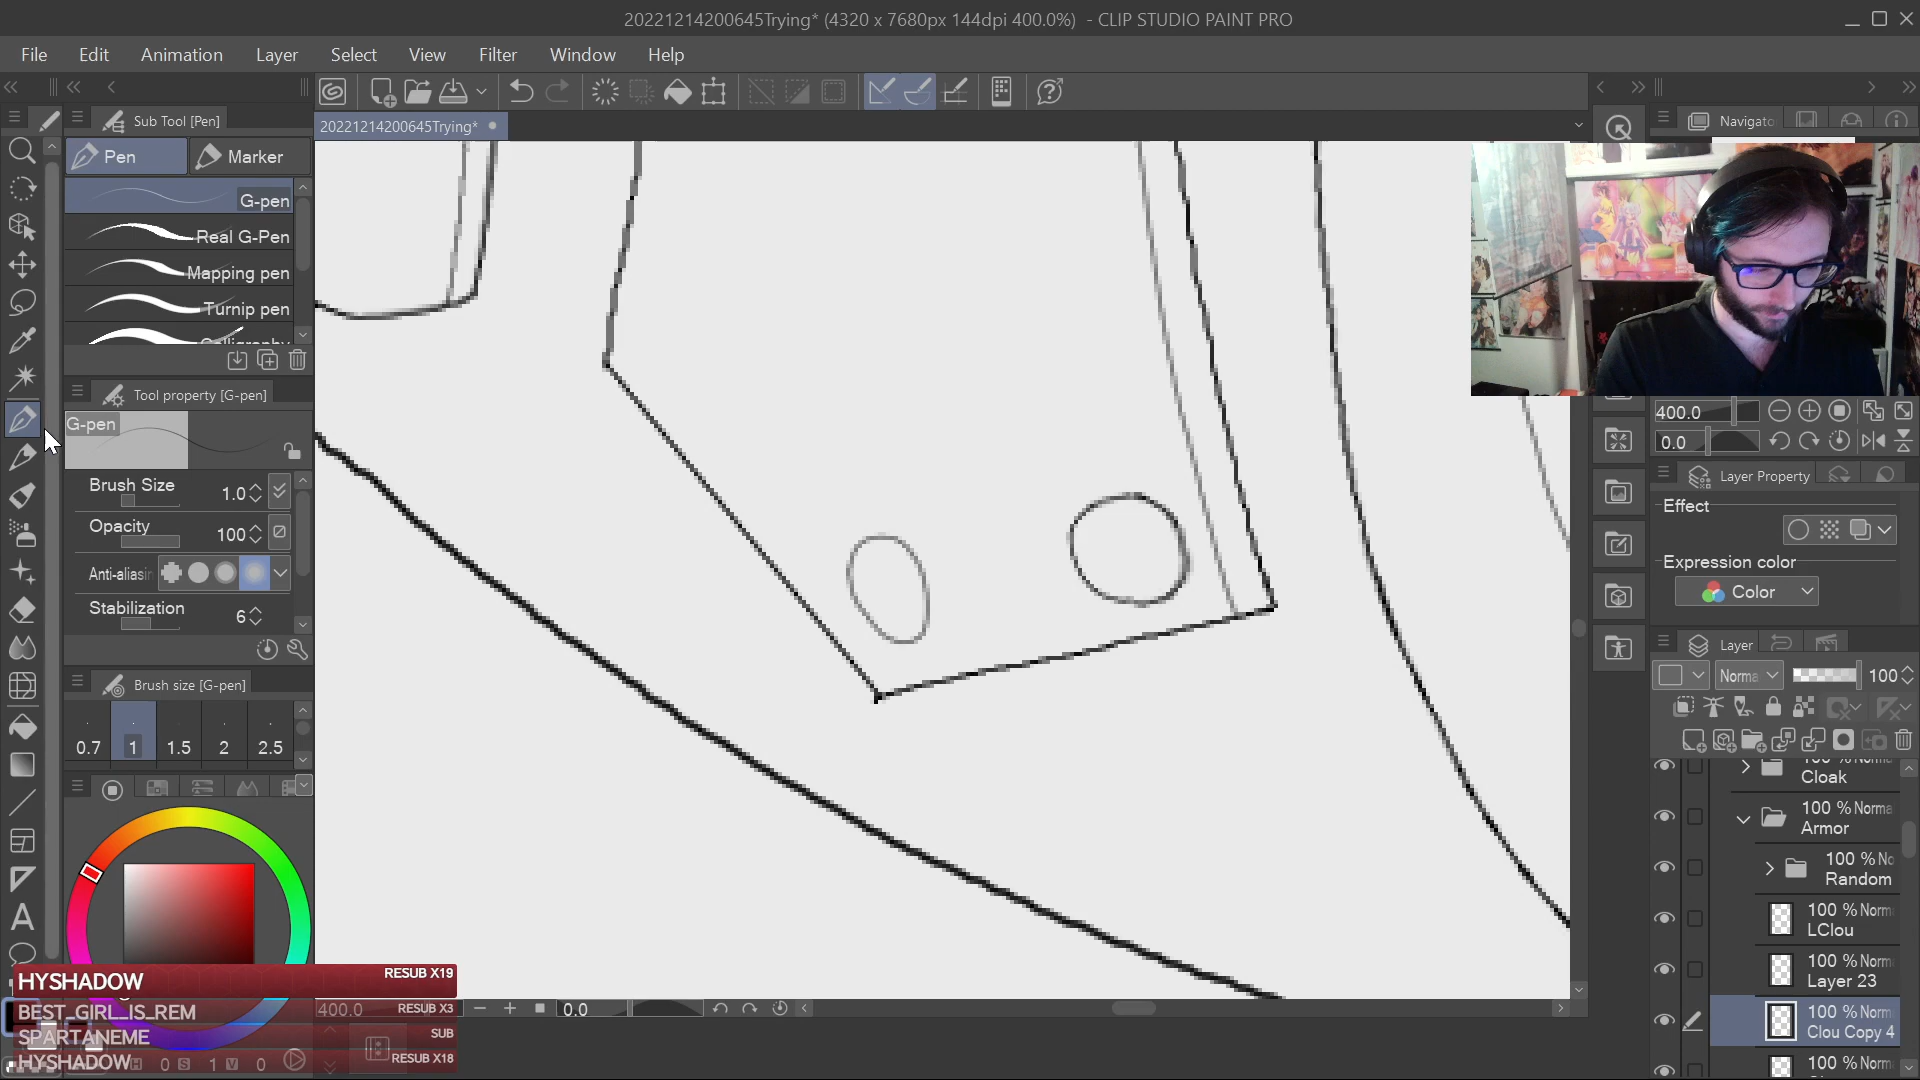 20221214200645Trying* (4320 x 7680px 144dpi 400.0%) - CLIP STUDIO PAINT PRO
File Edit Animation Layer Select View Filter Window Help
Sub Tool [Pen]
20221214200645Trying*
Navigato
Pen
Marker
G-pen
Real G-Pen
Mapping pen
Turnip pen
Calligraphy
Tool property [G-pen]
G-pen
Brush Size 1.0
Opacity 100
Anti-aliasin
Stabilization 6
Brush size [G-pen]
0.7 1 1.5 2 2.5
400.0
0.0
Layer Property
Effect
Expression color
Color
Layer
Norma 100
Cloak
100 % Norma
Armor
100 % No
Random
100 % Norm
LClou
100 % Norm
Layer 23
100 % Norm
Clou Copy 4
100 % Norm
HYSHADOW RESUB X19
BEST_GIRL_IS_REM RESUB X3
SPARTANEME SUB
HYSHADOW RESUB X18
400.0
0.0
H 0 S 1 V 0